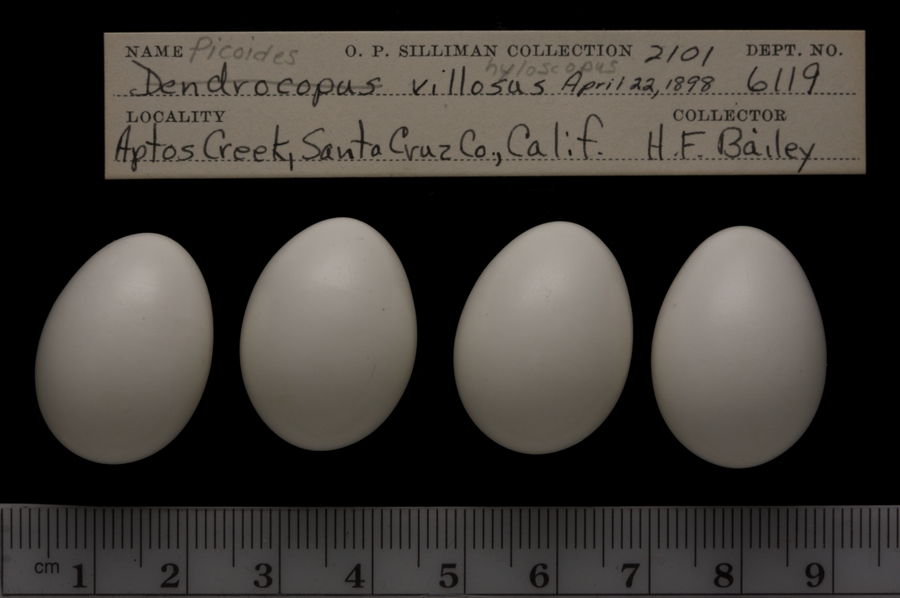 NAME Picoides O. P. SILLIMAN COLLECTION 2101 DEPT. NO.
hyloscopus
Dendrocopus villosus April 22, 1898 6119
LOCALITY COLLECTOR
Aptos Creek, Santa Cruz Co., Calif. H. F. Bailey
cm 1 2 3 4 5 6 7 8 9